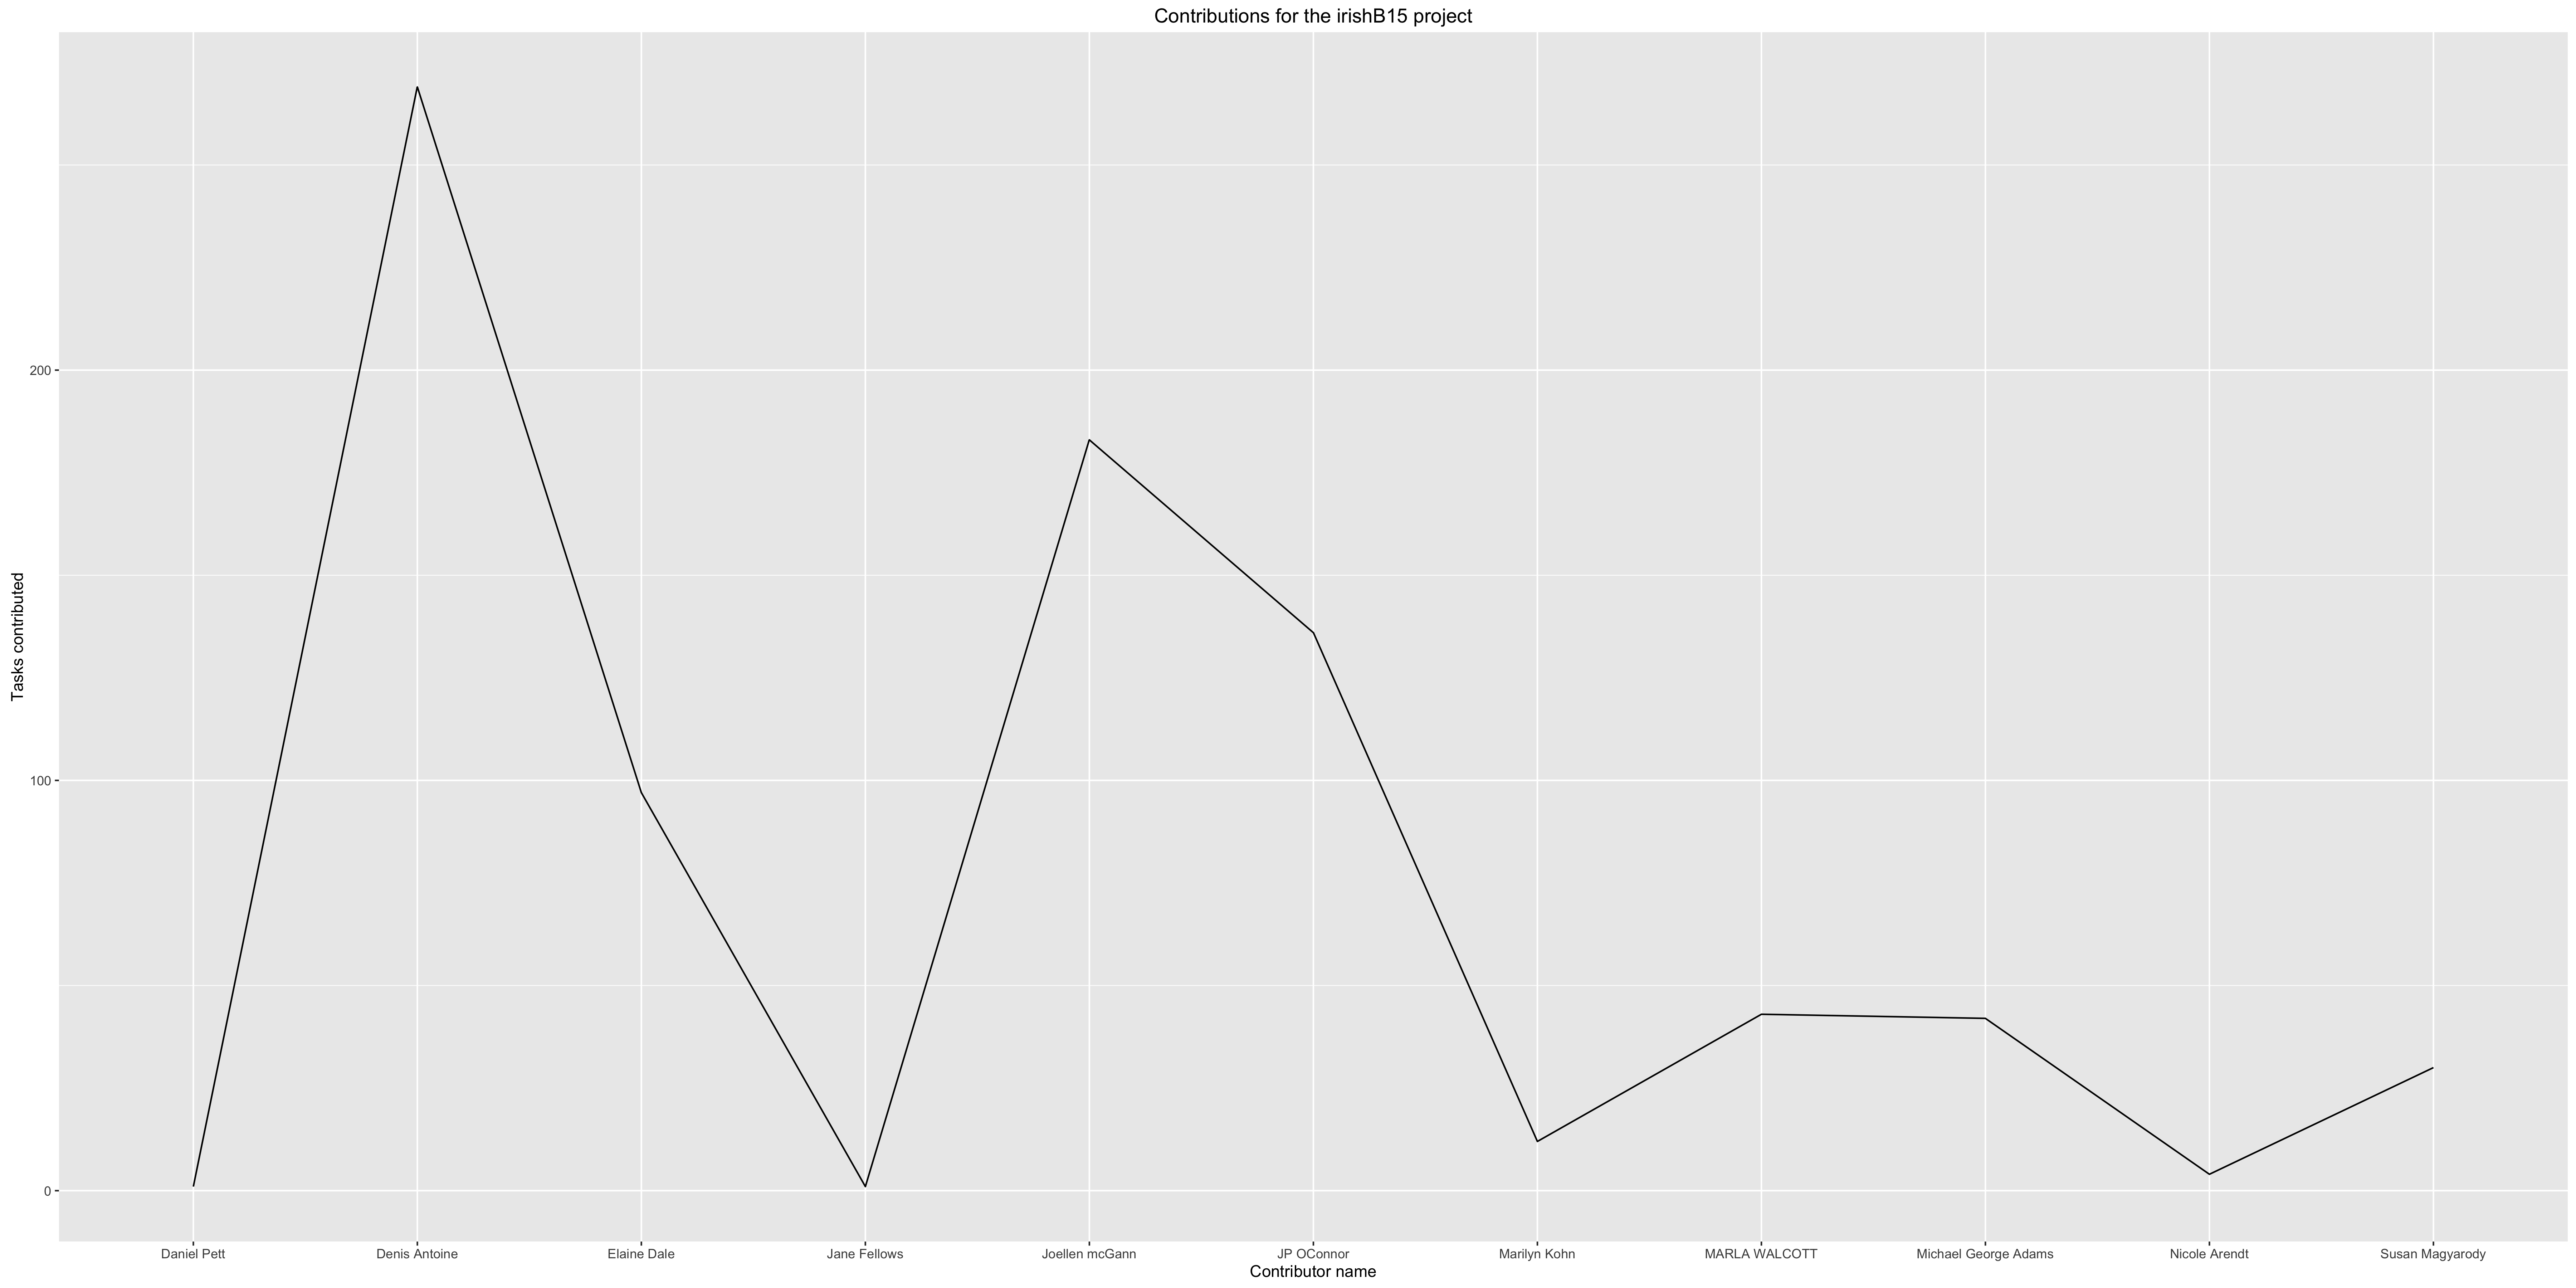 Contributions for the irishB15 project
Tasks contributed
200
100
0
Daniel Pett
Denis Antoine
Elaine Dale
Jane Fellows
Joellen mcGann
JP OConnor
Marilyn Kohn
MARLA WALCOTT
Michael George Adams
Nicole Arendt
Susan Magyarody
Contributor name